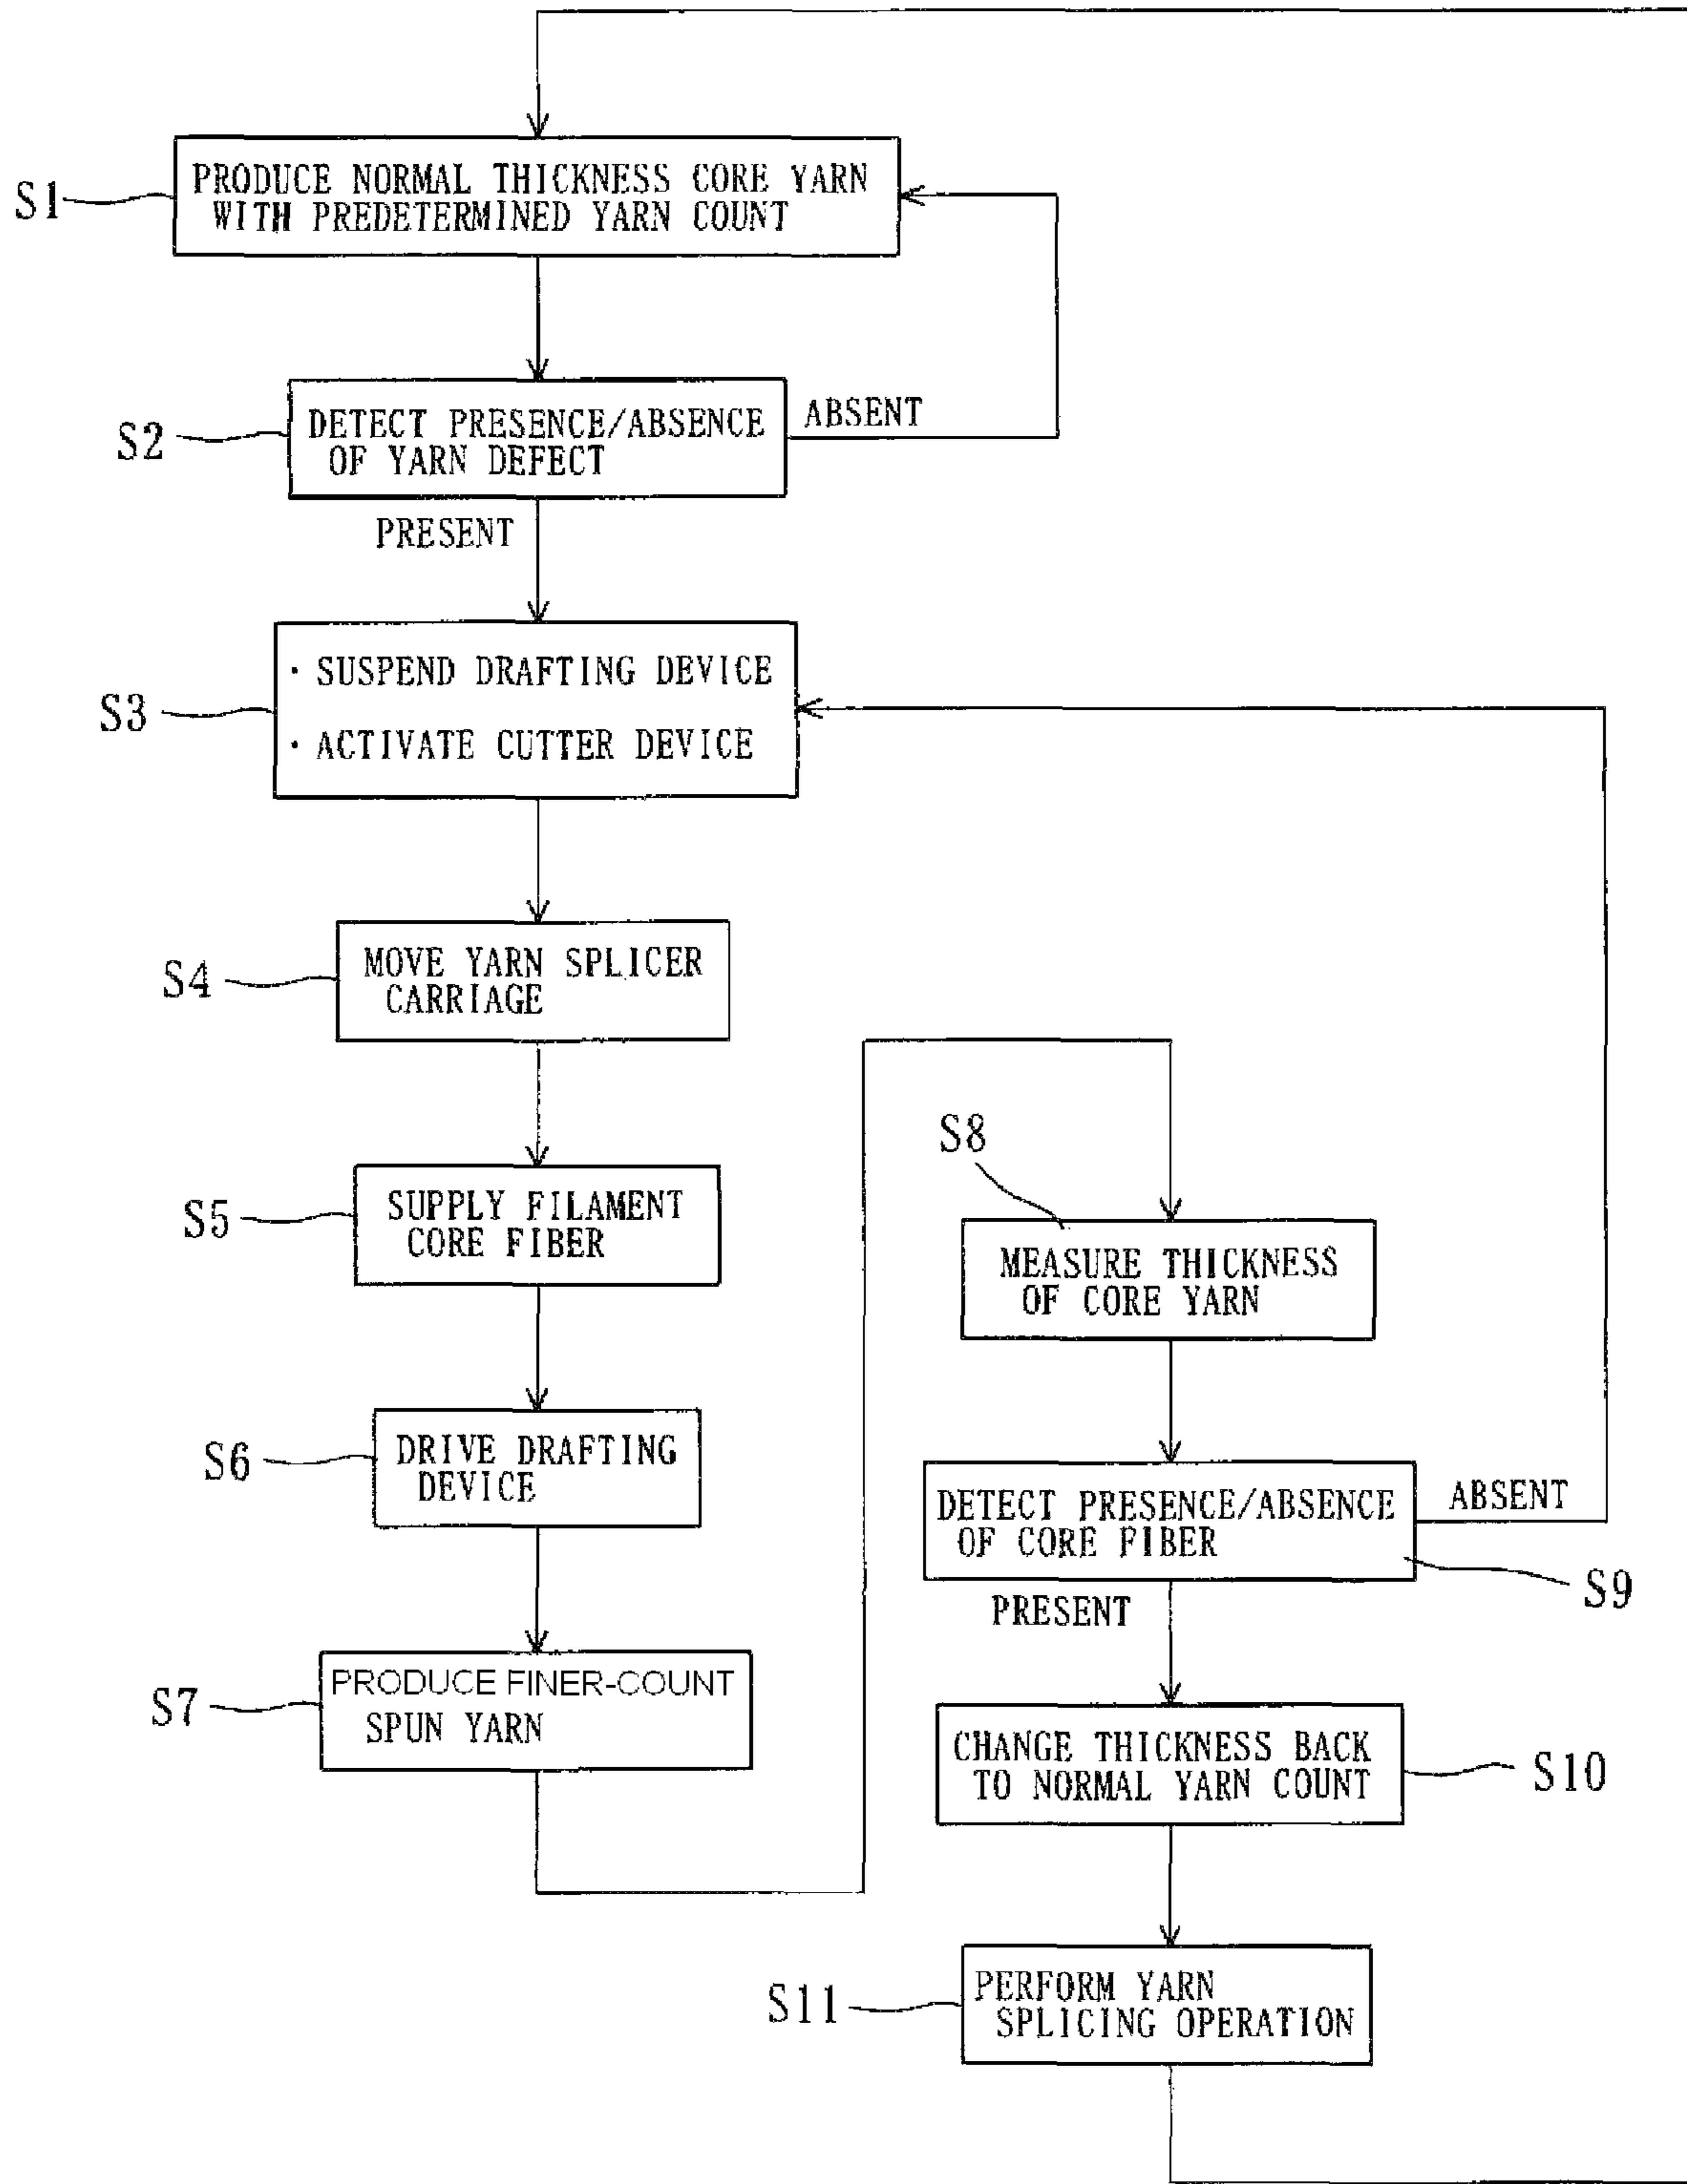 S1
PRODUCE NORMAL THICKNESS CORE YARN
WITH PREDETERMINED YARN COUNT
S2
DETECT PRESENCE/ABSENCE
OF YARN DEFECT
ABSENT
PRESENT
S3
· SUSPEND DRAFTING DEVICE
· ACTIVATE CUTTER DEVICE
S4
MOVE YARN SPLICER
CARRIAGE
S5
SUPPLY FILAMENT
CORE FIBER
S6
DRIVE DRAFTING
DEVICE
S7
PRODUCE FINER-COUNT
SPUN YARN
S8
MEASURE THICKNESS
OF CORE YARN
DETECT PRESENCE/ABSENCE
OF CORE FIBER
ABSENT
S9
PRESENT
CHANGE THICKNESS BACK
TO NORMAL YARN COUNT
S10
S11
PERFORM YARN
SPLICING OPERATION